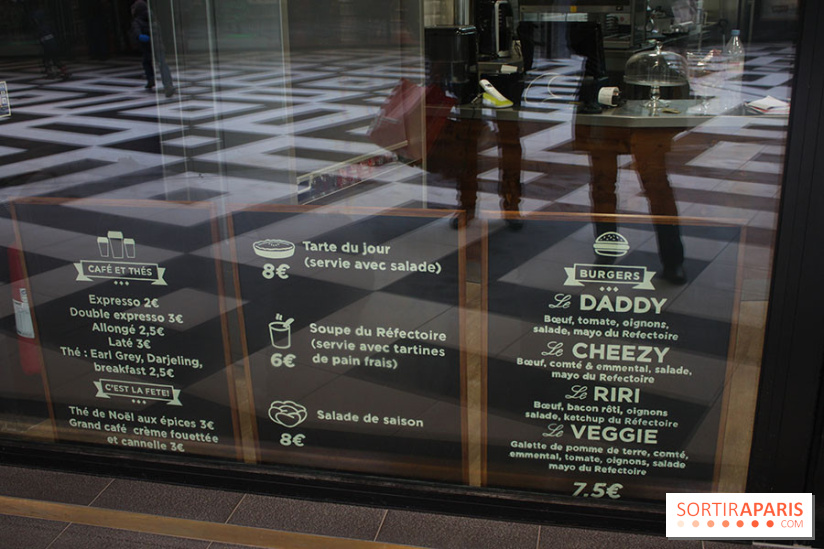 CAFÉ ET THÉS
Expresso 2€
Double expresso 3€
Allongé 2,5€
Laté 3€
Thé : Earl Grey, Darjeling,
breakfast 2,5€
C'EST LA FETE!
Thé de Noël aux épices 3€
Grand café crème fouettée
et cannelle 3€
Tarte du jour
(servie avec salade)
8€
Soupe du Réfectoire
(servie avec tartines
de pain frais)
6€
Salade de saison
8€
BURGERS
Le DADDY
Bœuf, tomate, oignons,
salade, mayo du Refectoire
Le CHEEZY
Bœuf, comté & emmental, salade,
mayo du Refectoire
Le RIRI
Bœuf, bacon rôti, oignons
salade, ketchup du Réfectoire
Le VEGGIE
Galette de pomme de terre, comté,
emmental, tomate, oignons, salade
mayo du Refectoire
7.5€
SORTIRAPARIS
.COM